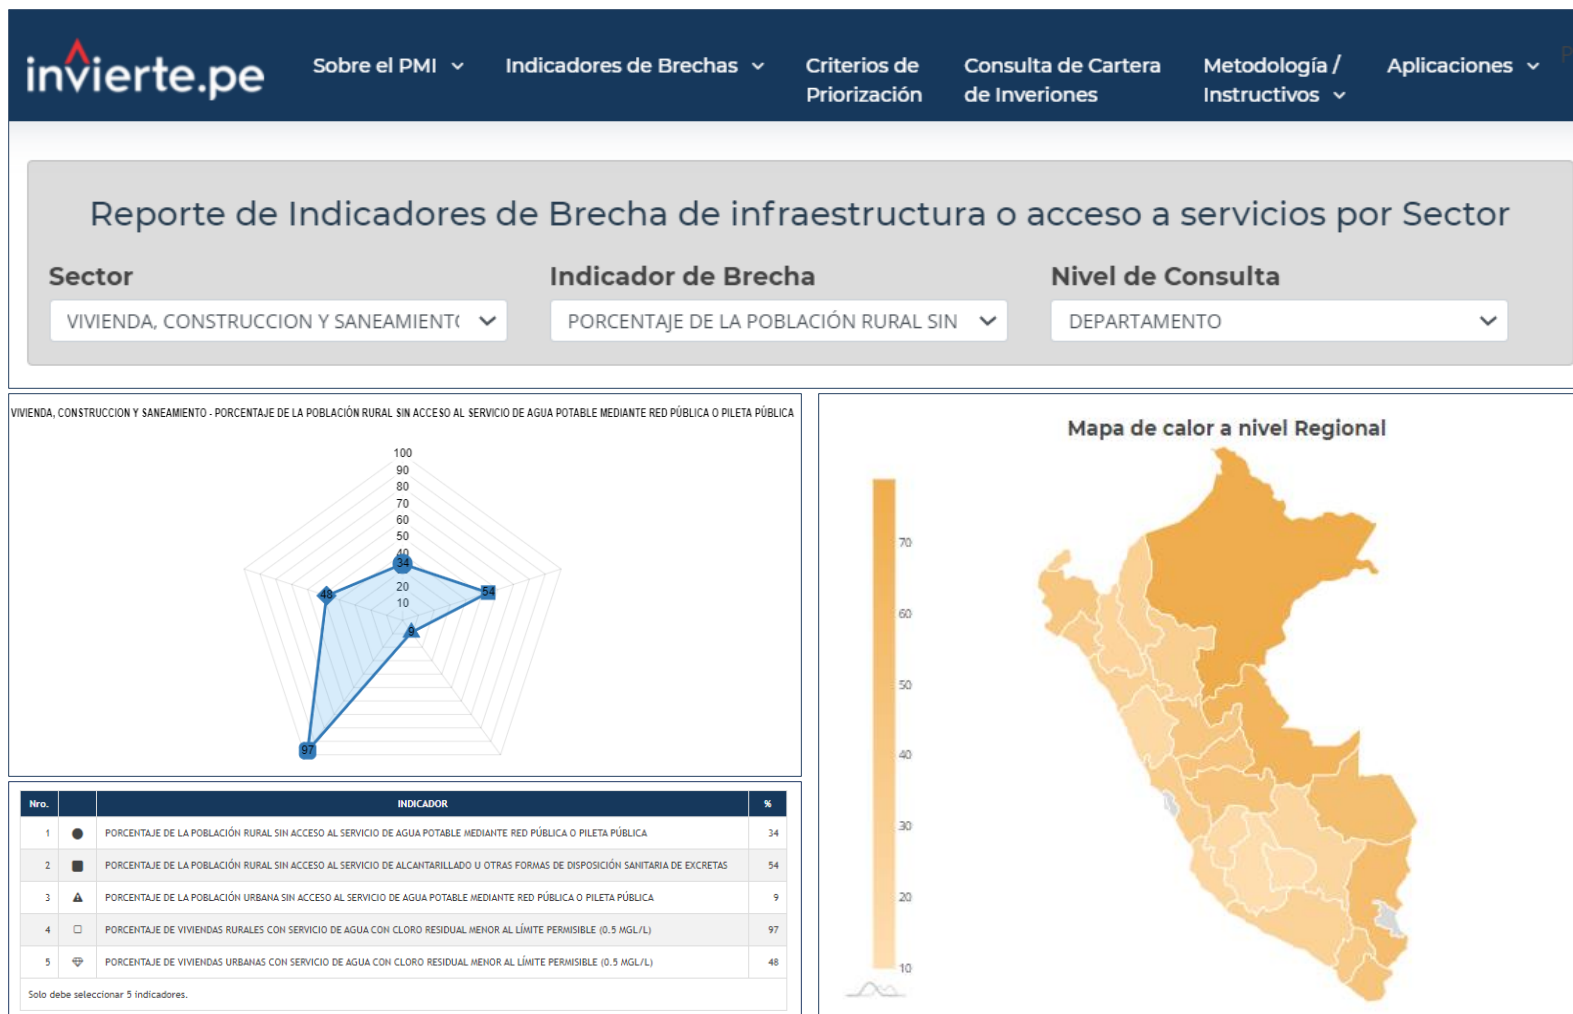 invierte.pe
Sobre el PMI
Indicadores de Brechas
Criterios de
Priorización
Consulta de Cartera
de Inveriones
Metodología /
Instructivos
Aplicaciones
P
Reporte de Indicadores de Brecha de infraestructura o acceso a servicios por Sector
Sector
Indicador de Brecha
Nivel de Consulta
VIVIENDA, CONSTRUCCION Y SANEAMIENTO
PORCENTAJE DE LA POBLACIÓN RURAL SIN
DEPARTAMENTO
VIVIENDA, CONSTRUCCION Y SANEAMIENTO - PORCENTAJE DE LA POBLACIÓN RURAL SIN ACCESO AL SERVICIO DE AGUA POTABLE MEDIANTE RED PÚBLICA O PILETA PÚBLICA
100
90
80
70
60
50
40
34
20
10
54
48
9
97
Nro. INDICADOR %
1 PORCENTAJE DE LA POBLACIÓN RURAL SIN ACCESO AL SERVICIO DE AGUA POTABLE MEDIANTE RED PÚBLICA O PILETA PÚBLICA 34
2 PORCENTAJE DE LA POBLACIÓN RURAL SIN ACCESO AL SERVICIO DE ALCANTARILLADO U OTRAS FORMAS DE DISPOSICIÓN SANITARIA DE EXCRETAS 54
3 PORCENTAJE DE LA POBLACIÓN URBANA SIN ACCESO AL SERVICIO DE AGUA POTABLE MEDIANTE RED PÚBLICA O PILETA PÚBLICA 9
4 PORCENTAJE DE VIVIENDAS RURALES CON SERVICIO DE AGUA CON CLORO RESIDUAL MENOR AL LÍMITE PERMISIBLE (0.5 MGL/L) 97
5 PORCENTAJE DE VIVIENDAS URBANAS CON SERVICIO DE AGUA CON CLORO RESIDUAL MENOR AL LÍMITE PERMISIBLE (0.5 MGL/L) 48
Solo debe seleccionar 5 indicadores.
Mapa de calor a nivel Regional
70
60
50
40
30
20
10